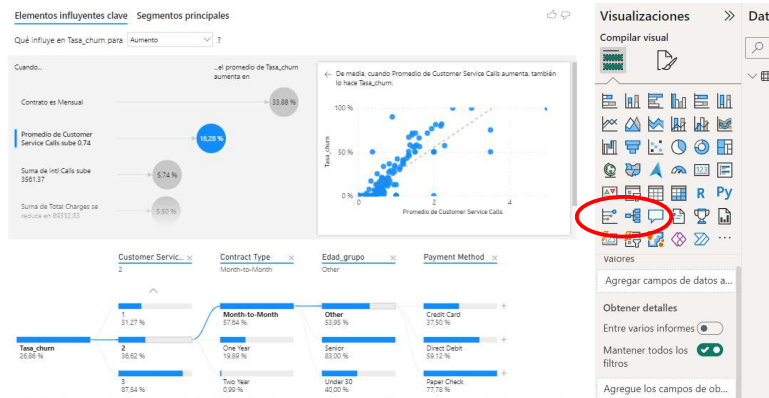 Elementos influyentes clave Segmentos principales
Qué influye en Tasa_churn para Aumento ?
Cuando...
...el promedio de Tasa_churn aumenta en
Contrato es Mensual
33,88 %
Promedio de Customer Service Calls sube 0.74
16,28 %
Suma de Intl Calls sube 3561.37
5,74 %
Suma de Total Charges se reduce en 89332.83
5,50 %
← De media, cuando Promedio de Customer Service Calls aumenta, también
lo hace Tasa_churn.
100 %
50 %
0 %
Tasa_churn
0 2 4
Promedio de Customer Service Calls
Customer Servic... ×
2
Contract Type ×
Month-to-Month
Edad_grupo ×
Other
Payment Method ×
Tasa_churn
26,86 %
1
31,27 %
2
36,62 %
3
87,54 %
Month-to-Month
57,64 %
One Year
19,89 %
Two Year
0,99 %
Other
53,95 %
Senior
83,00 %
Under 30
40,00 %
Credit Card
37,50 %
Direct Debit
59,12 %
Paper Check
77,78 %
Visualizaciones »
Compilar visual
123
R Py
...
Valores
Agregar campos de datos a...
Obtener detalles
Entre varios informes
Mantener todos los
filtros
Agregue los campos de ob...
Dat